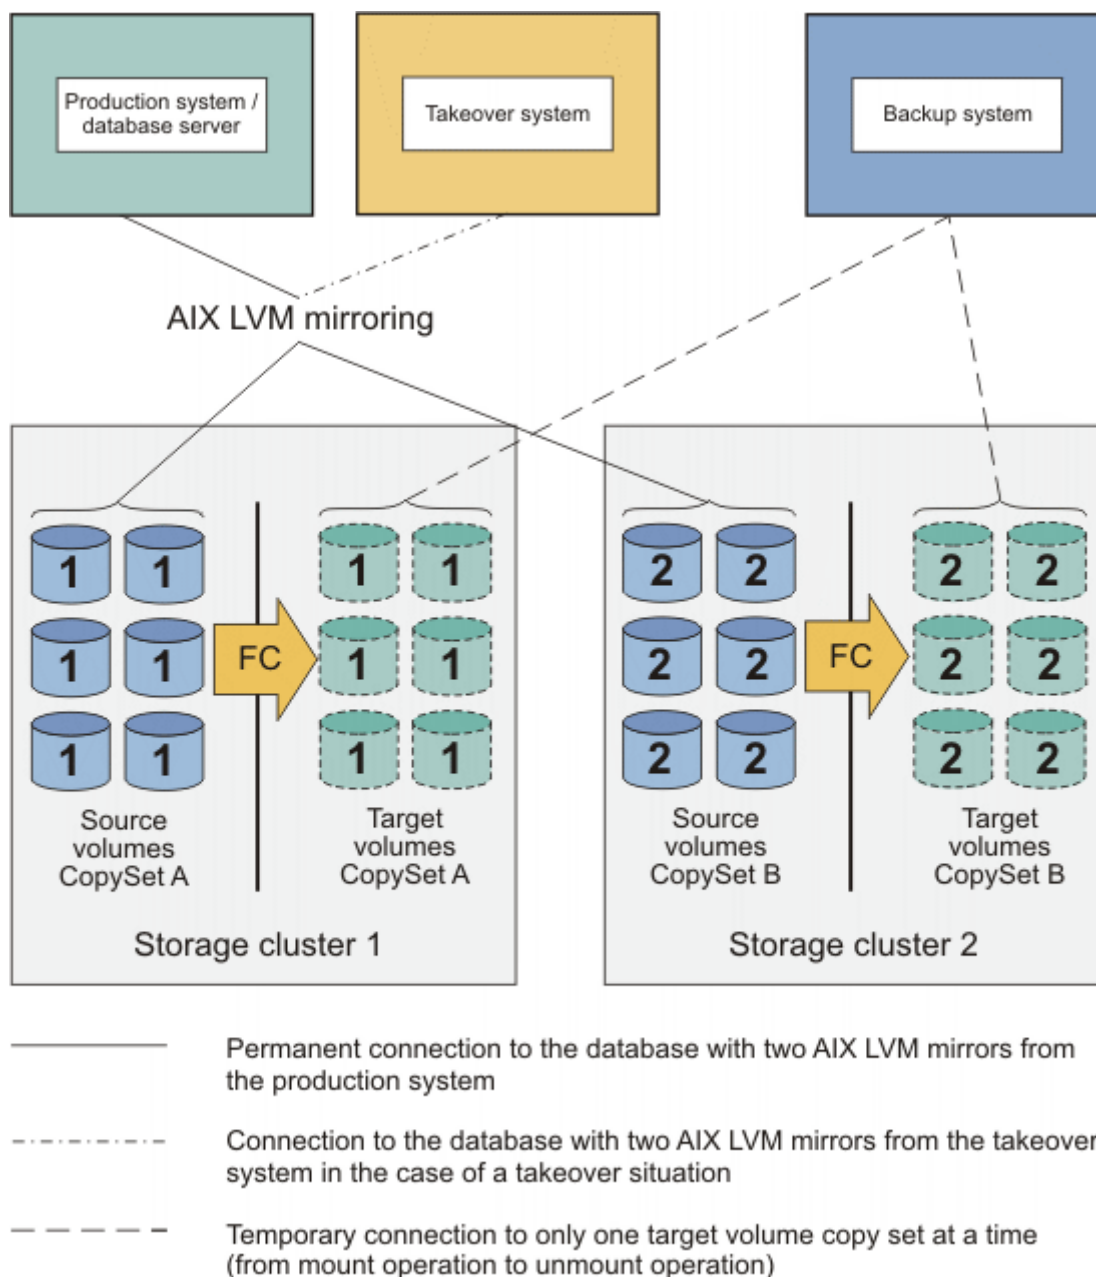 Production system /
database server
Takeover system
Backup system
AIX LVM mirroring
1 1 1 1 2 2 2 2
1 1 FC 1 1 2 2 FC 2 2
1 1 1 1 2 2 2 2
Source
volumes
CopySet A
Target
volumes
CopySet A
Source
volumes
CopySet B
Target
volumes
CopySet B
Storage cluster 1
Storage cluster 2
Permanent connection to the database with two AIX LVM mirrors from
the production system
Connection to the database with two AIX LVM mirrors from the takeover
system in the case of a takeover situation
Temporary connection to only one target volume copy set at a time
(from mount operation to unmount operation)